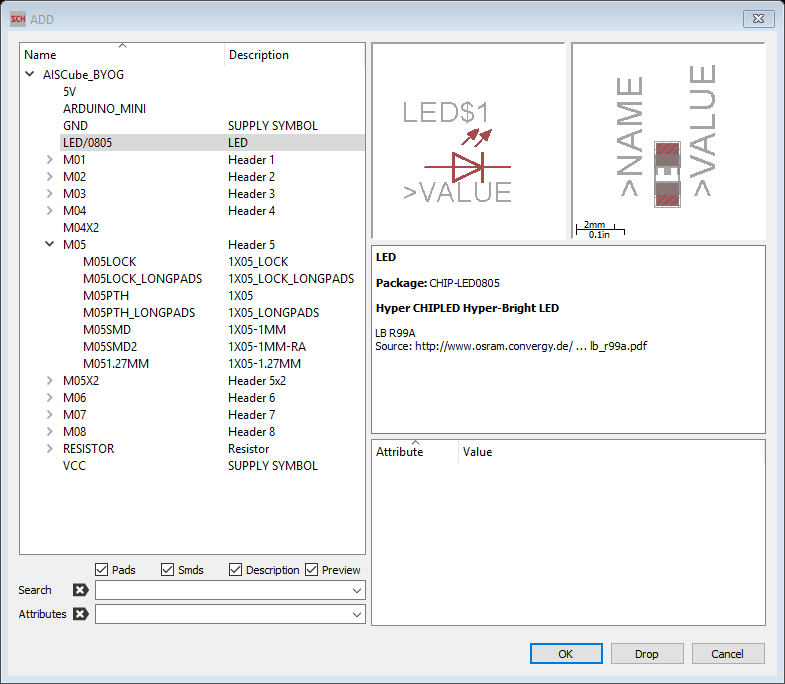 SCH ADD
Name Description
AISCube_BYOG
5V
ARDUINO_MINI
GND SUPPLY SYMBOL
LED/0805 LED
M01 Header 1
M02 Header 2
M03 Header 3
M04 Header 4
M04X2
M05 Header 5
M05LOCK 1X05_LOCK
M05LOCK_LONGPADS 1X05_LOCK_LONGPADS
M05PTH 1X05
M05PTH_LONGPADS 1X05_LONGPADS
M05SMD 1X05-1MM
M05SMD2 1X05-1MM-RA
M051.27MM 1X05-1.27MM
M05X2 Header 5x2
M06 Header 6
M07 Header 7
M08 Header 8
RESISTOR Resistor
VCC SUPPLY SYMBOL
Pads Smds Description Preview
Search
Attributes
LED$1
>VALUE
>NAME
>VALUE
2mm
0.1in
LED
Package: CHIP-LED0805
Hyper CHIPLED Hyper-Bright LED
LB R99A
Source: http://www.osram.convergy.de/ ... lb_r99a.pdf
Attribute Value
OK Drop Cancel